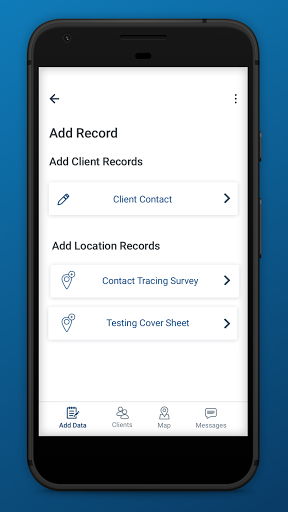 Add Record
Add Client Records
Client Contact
Add Location Records
Contact Tracing Survey
Testing Cover Sheet
Add Data
Clients
Map
Messages